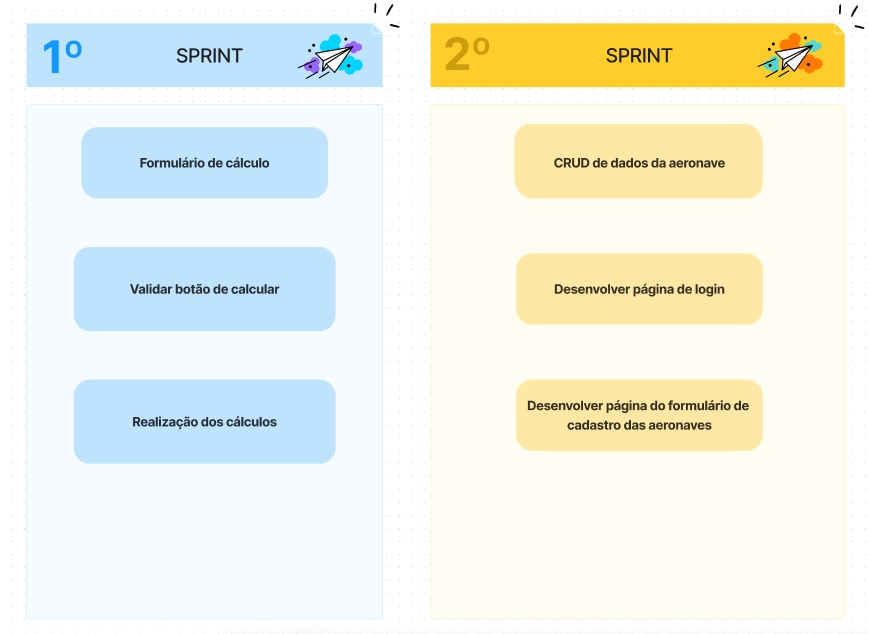 1º
SPRINT
Formulário de cálculo
Validar botão de calcular
Realização dos cálculos
2º
SPRINT
CRUD de dados da aeronave
Desenvolver página de login
Desenvolver página do formulário de
cadastro das aeronaves